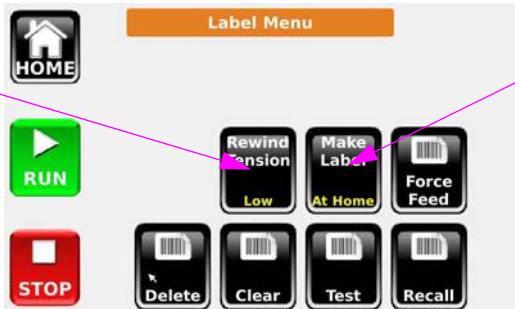 Label Menu
HOME
RUN
Rewind
Tension
Low
Make
Label
At Home
Force
Feed
STOP
Delete
Clear
Test
Recall